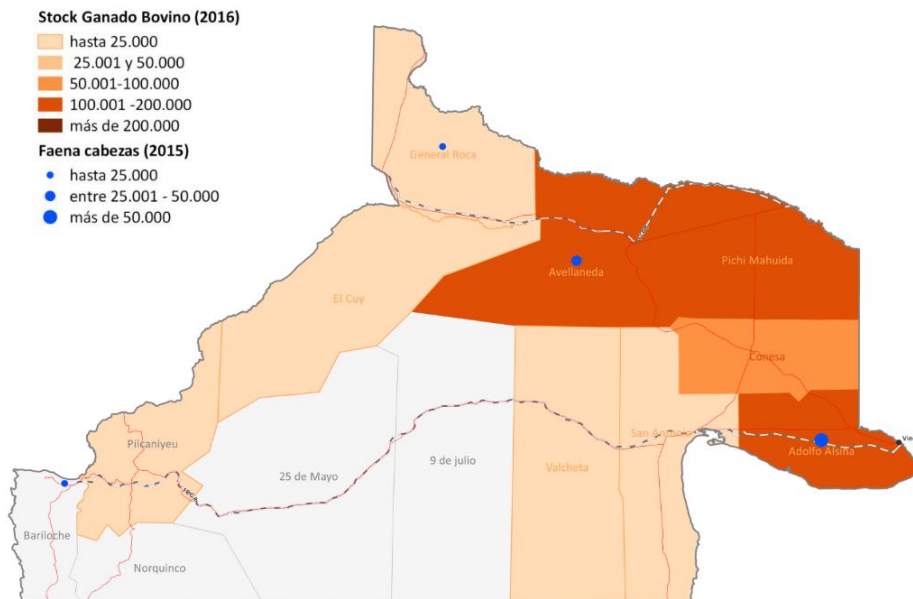 Stock Ganado Bovino (2016)
hasta 25.000
25.001 y 50.000
50.001-100.000
100.001 -200.000
más de 200.000
Faena cabezas (2015)
hasta 25.000
entre 25.001 - 50.000
más de 50.000
General Roca
Avellaneda
Pichi Mahuida
El Cuy
Conesa
Pilcaniyeu
25 de Mayo
9 de julio
San
Valcheta
Adolfo Alsina
Vie
Bariloche
Norquinco